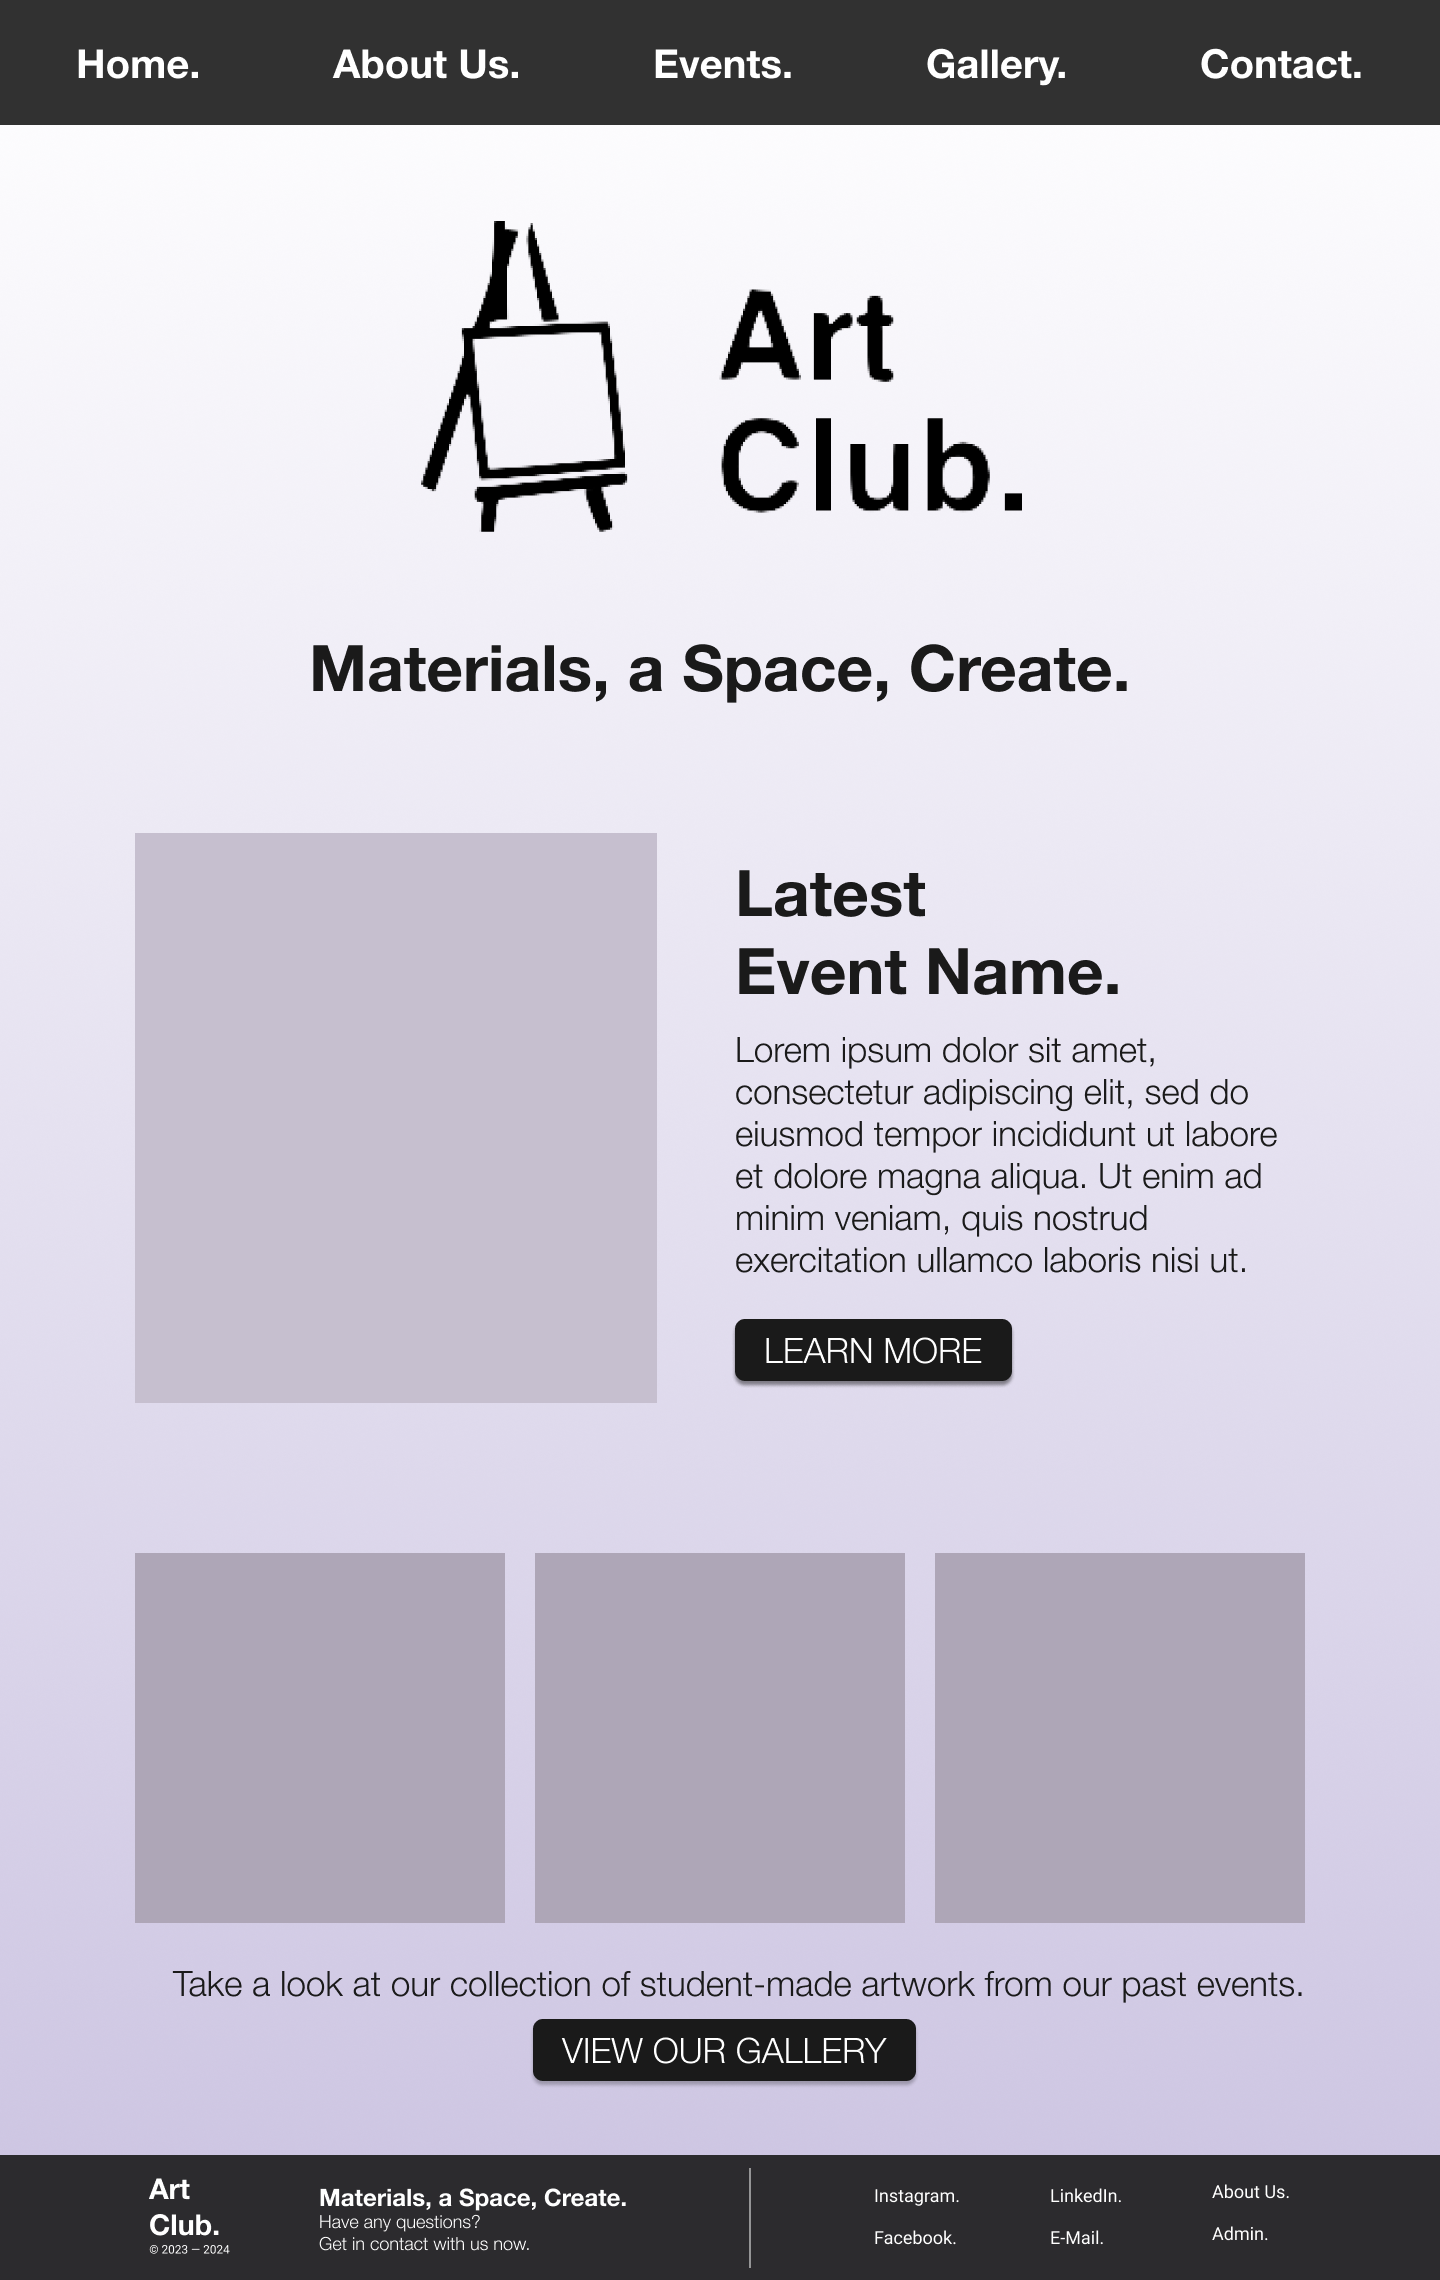 Home. About Us. Events. Gallery. Contact.
Art
Club.
Materials, a Space, Create.
Latest
Event Name.
Lorem ipsum dolor sit amet,
consectetur adipiscing elit, sed do
eiusmod tempor incididunt ut labore
et dolore magna aliqua. Ut enim ad
minim veniam, quis nostrud
exercitation ullamco laboris nisi ut.
LEARN MORE
Take a look at our collection of student-made artwork from our past events.
VIEW OUR GALLERY
Art
Club.
© 2023 – 2024
Materials, a Space, Create.
Have any questions?
Get in contact with us now.
Instagram.
Facebook.
LinkedIn.
E-Mail.
About Us.
Admin.